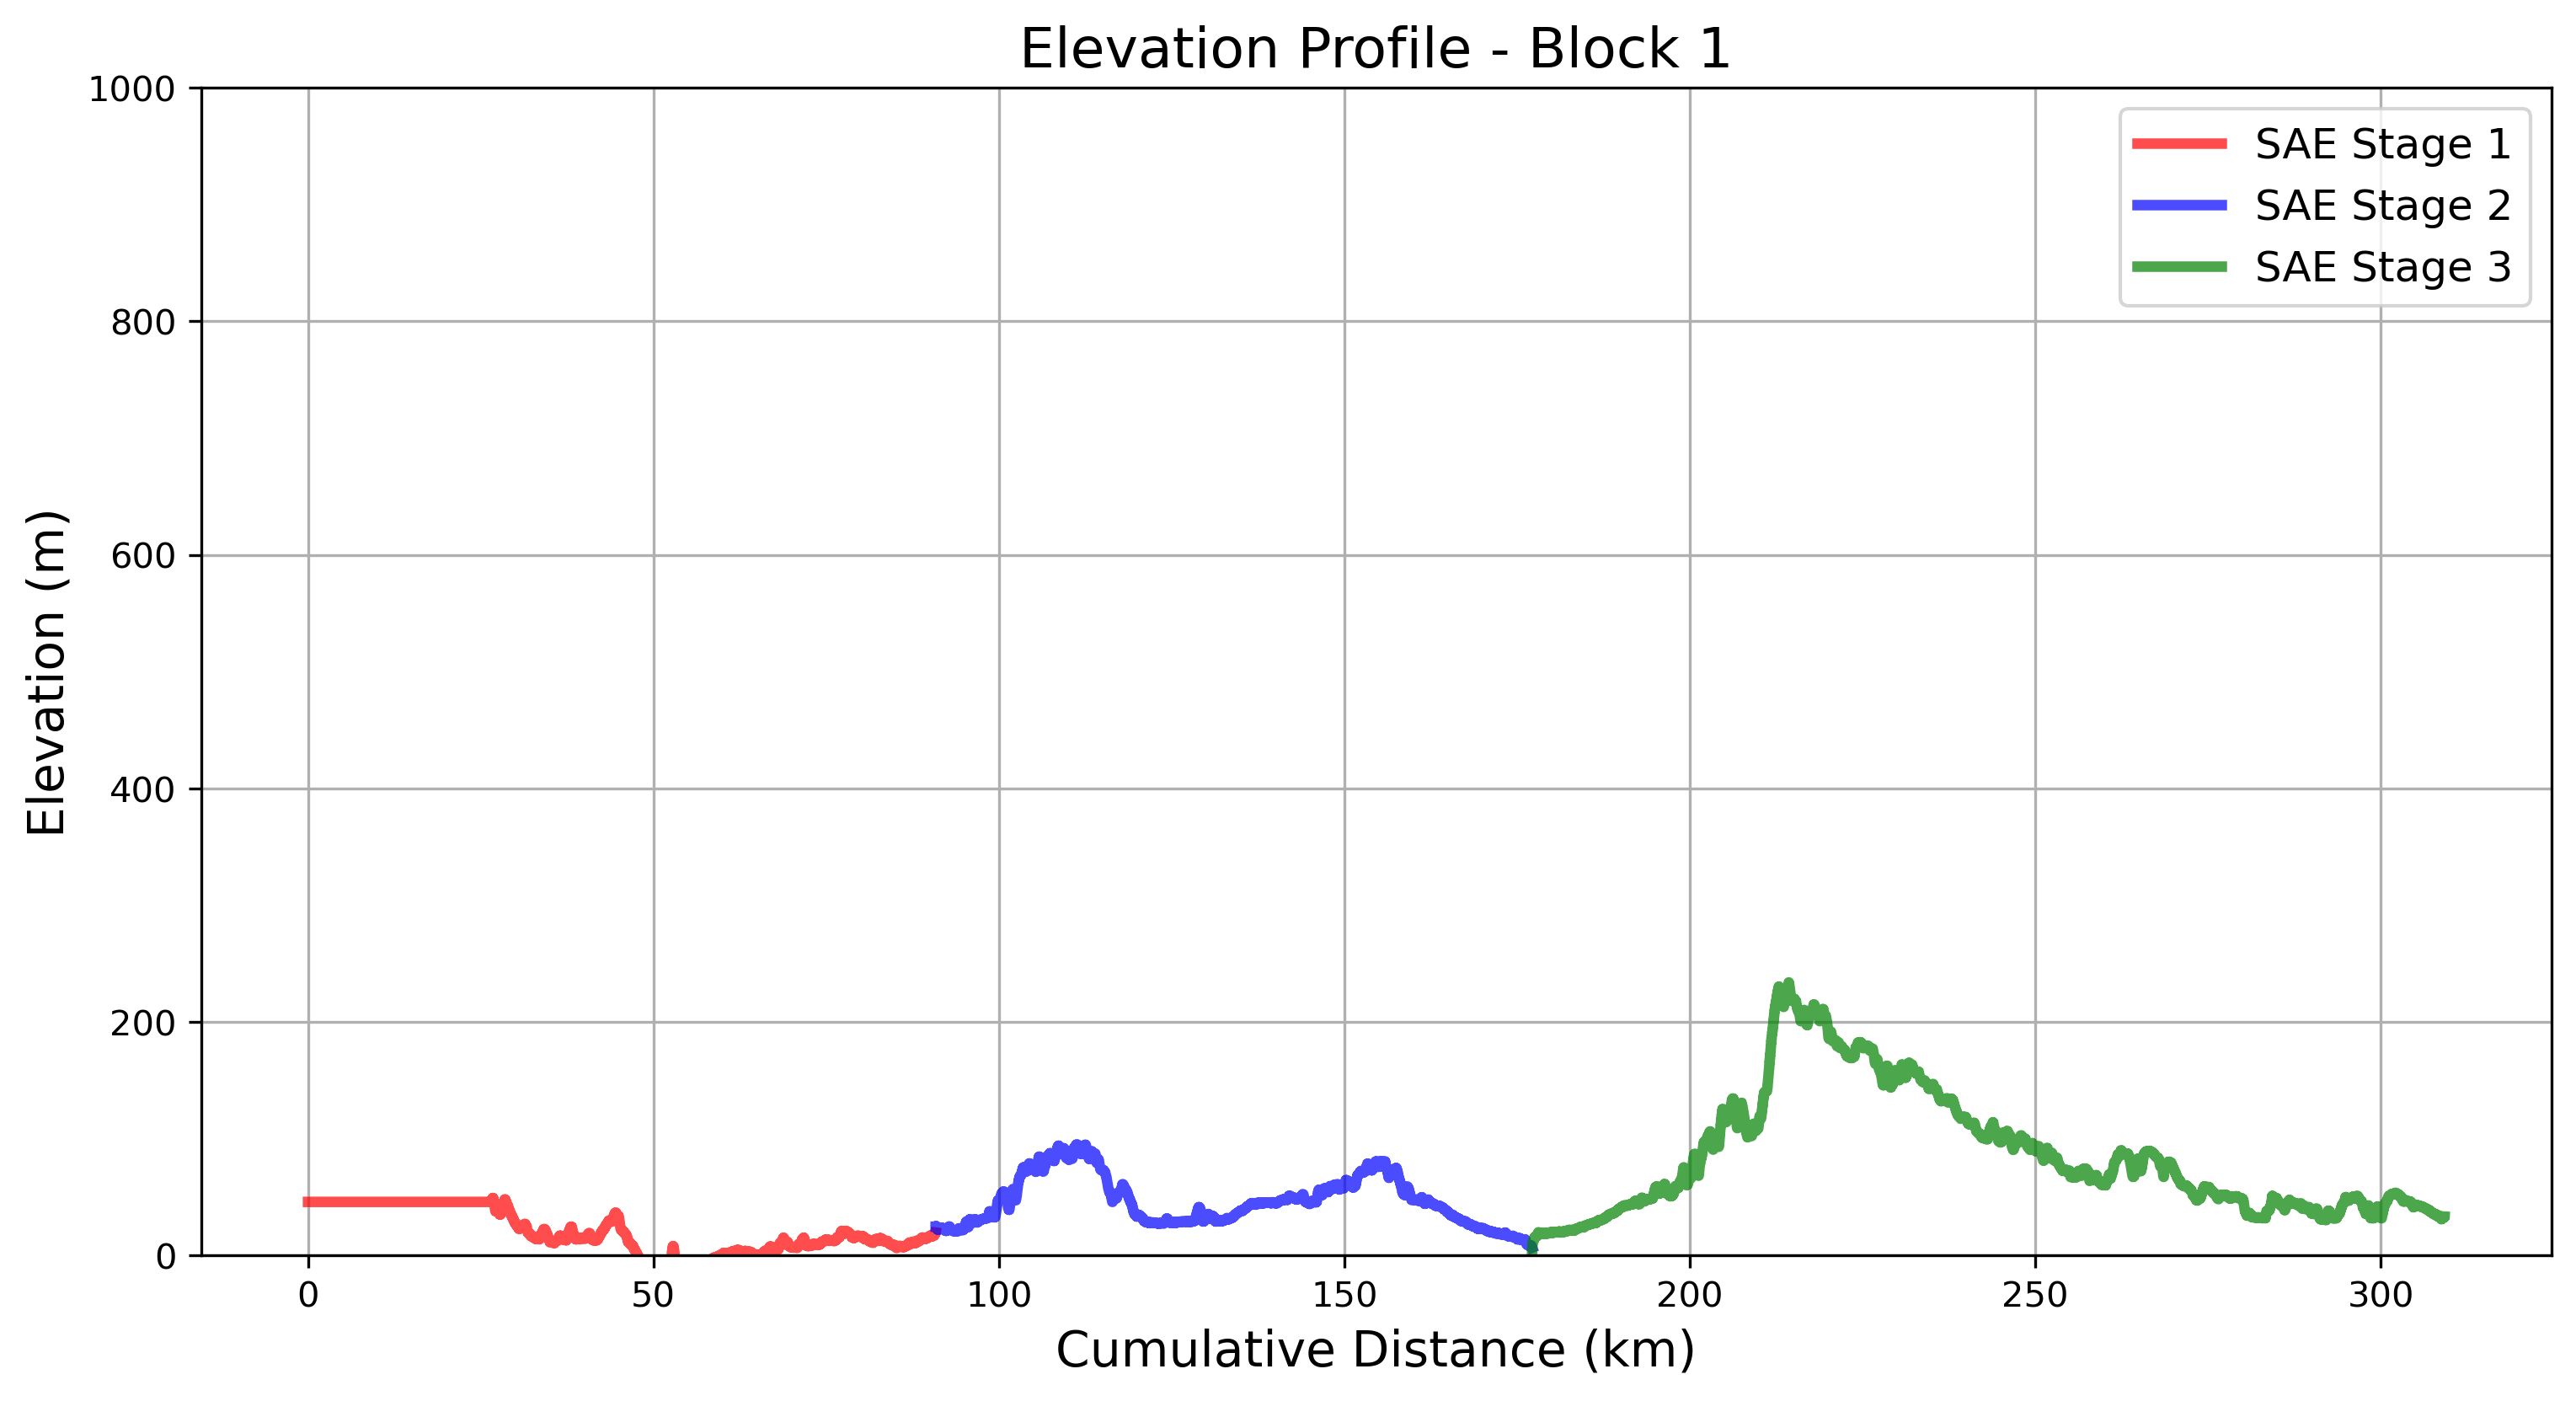 Elevation Profile - Block 1
1000
800
600
400
200
0
Elevation (m)
SAE Stage 1
SAE Stage 2
SAE Stage 3
0 50 100 150 200 250 300
Cumulative Distance (km)